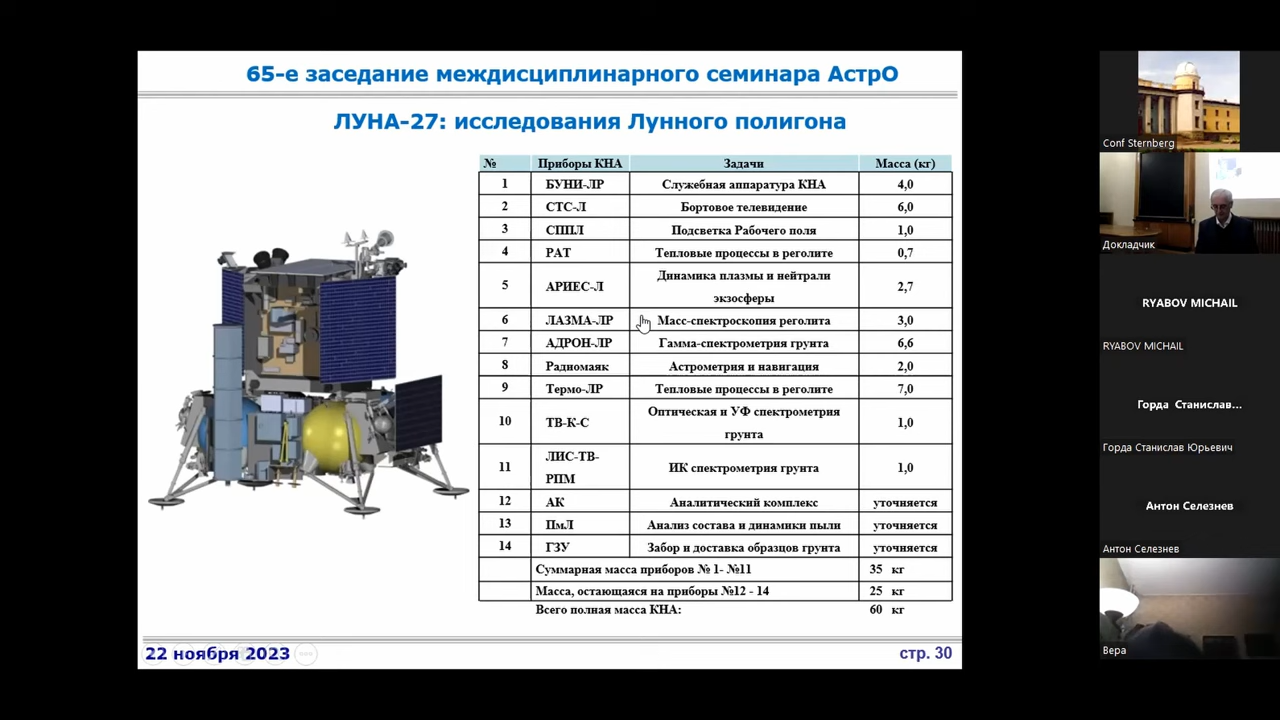 65-е заседание междисциплинарного семинара АстрО
ЛУНА-27: исследования Лунного полигона
№ Приборы КНА Задачи Масса (кг)
1 БУНИ-ЛР Служебная аппаратура КНА 4,0
2 СТС-Л Бортовое телевидение 6,0
3 СППЛ Подсветка Рабочего поля 1,0
4 РАТ Тепловые процессы в реголите 0,7
5 АРИЕС-Л Динамика плазмы и нейтрали
экзосферы 2,7
6 ЛАЗМА-ЛР Масс-спектроскопия реголита 3,0
7 АДРОН-ЛР Гамма-спектрометрия грунта 6,6
8 Радиомаяк Астрометрия и навигация 2,0
9 Термо-ЛР Тепловые процессы в реголите 7,0
10 ТВ-К-С Оптическая и УФ спектрометрия
грунта 1,0
11 ЛИС-ТВ-
РПМ ИК спектрометрия грунта 1,0
12 АК Аналитический комплекс уточняется
13 ПмЛ Анализ состава и динамики пыли уточняется
14 ГЗУ Забор и доставка образцов грунта уточняется
Суммарная масса приборов № 1- №11 35 кг
Масса, остающаяся на приборы №12 - 14 25 кг
Всего полная масса КНА: 60 кг
22 ноября 2023 стр. 30
Conf Sternberg
Докладчик
RYABOV MICHAIL
RYABOV MICHAIL
Горда Станислав...
Горда Станислав Юрьевич
Антон Селезнев
Антон Селезнев
Вера